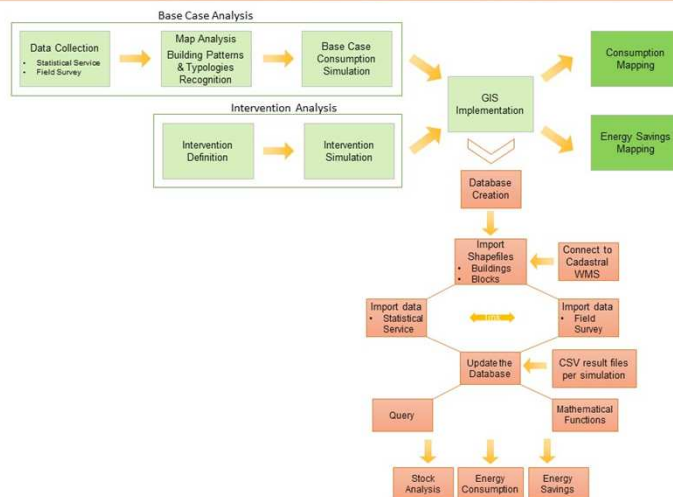 Base Case Analysis
Data Collection
• Statistical Service
• Field Survey
Map Analysis
Building Patterns
& Typologies
Recognition
Base Case
Consumption
Simulation
Intervention Analysis
Intervention
Definition
Intervention
Simulation
GIS
Implementation
Consumption
Mapping
Energy Savings
Mapping
Database
Creation
Import
Shapefiles
• Buildings
• Blocks
Connect to
Cadastral
WMS
Import data
• Statistical
Service
Import data
• Field
Survey
Update the
Database
CSV result files
per simulation
Query
Mathematical
Functions
Stock
Analysis
Energy
Consumption
Energy
Savings